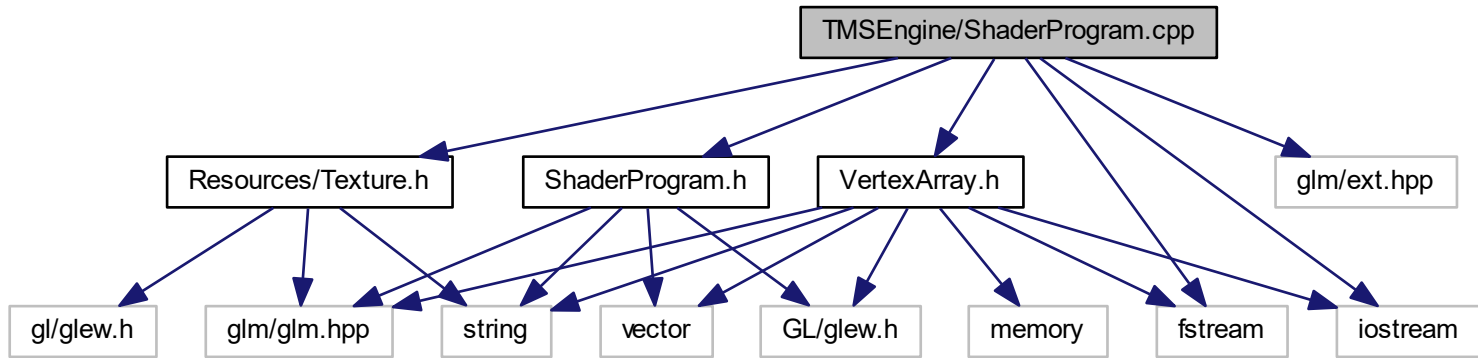 TMSEngine/ShaderProgram.cpp
Resources/Texture.h
ShaderProgram.h
VertexArray.h
glm/ext.hpp
gl/glew.h
glm/glm.hpp
string
vector
GL/glew.h
memory
fstream
iostream